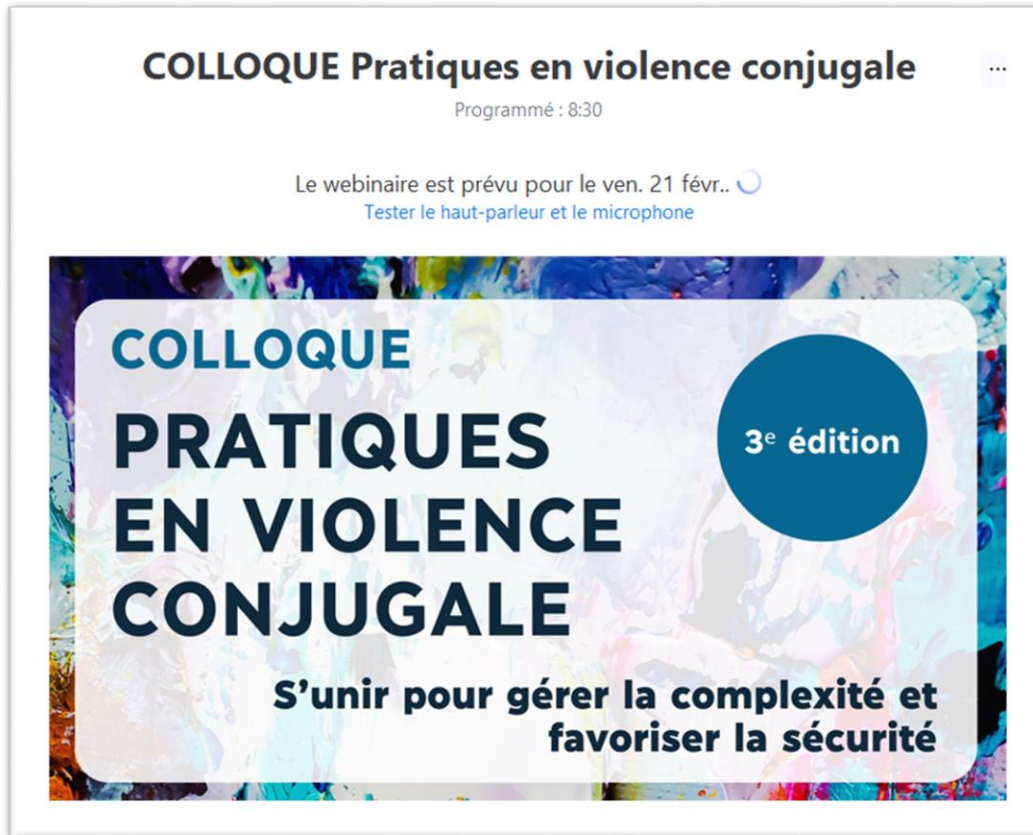 COLLOQUE Pratiques en violence conjugale
...
Programmé : 8:30
Le webinaire est prévu pour le ven. 21 févr..
Tester le haut-parleur et le microphone
COLLOQUE
PRATIQUES
EN VIOLENCE
CONJUGALE
3e édition
S’unir pour gérer la complexité et
favoriser la sécurité